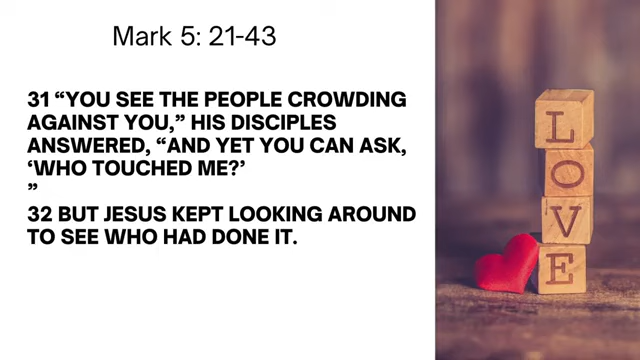 Mark 5: 21-43
31 “YOU SEE THE PEOPLE CROWDING
AGAINST YOU,” HIS DISCIPLES
ANSWERED, “AND YET YOU CAN ASK,
‘WHO TOUCHED ME?’
”
32 BUT JESUS KEPT LOOKING AROUND
TO SEE WHO HAD DONE IT.
L
O
V
E